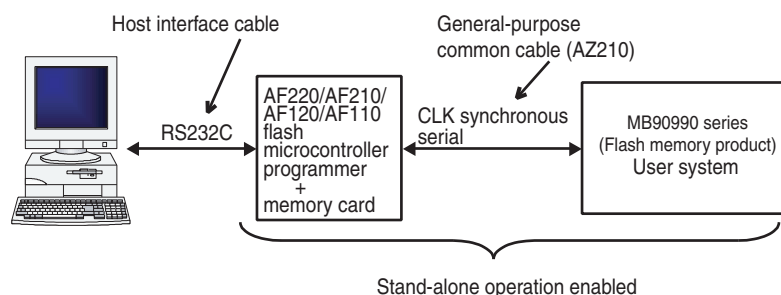 Host interface cable
General-purpose
common cable (AZ210)
RS232C
AF220/AF210/
AF120/AF110
flash
microcontroller
programmer
+
memory card
CLK synchronous
serial
MB90990 series
(Flash memory product)
User system
Stand-alone operation enabled